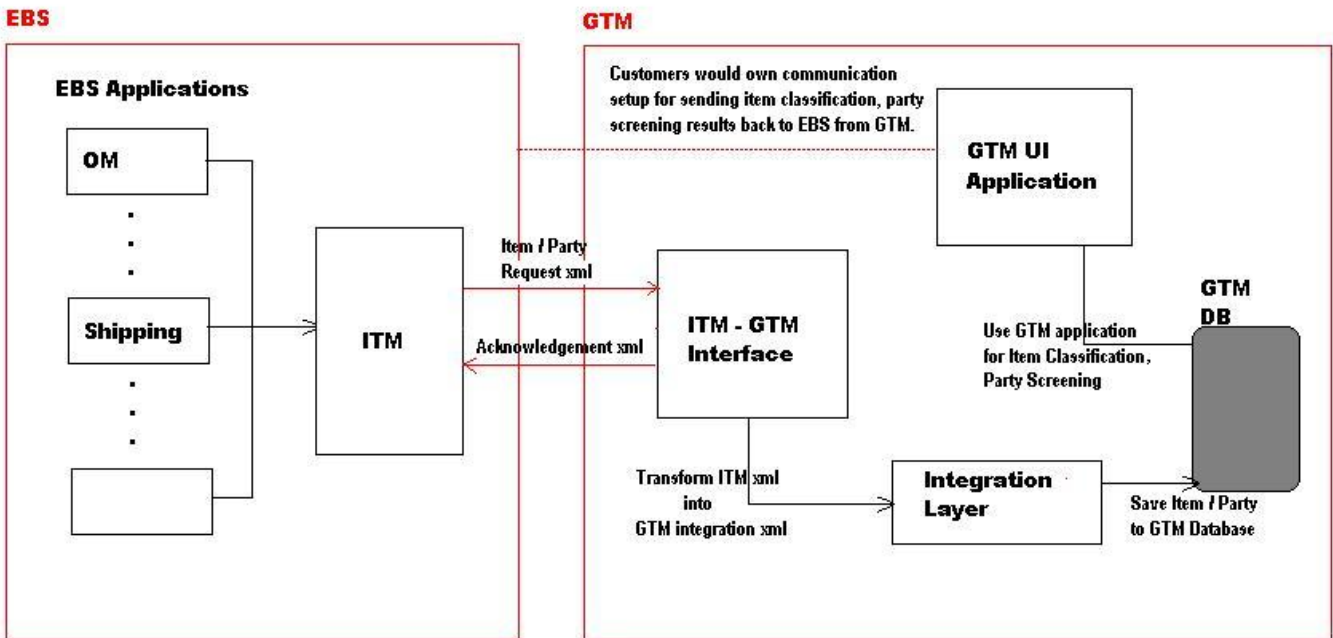 EBS
GTM
EBS Applications
OM
Shipping
ITM
Item / Party
Request xml
Acknowledgement xml
Customers would own communication
setup for sending item classification, party
screening results back to EBS from GTM.
GTM UI
Application
ITM - GTM
Interface
GTM
DB
Use GTM application
for Item Classification,
Party Screening
Transform ITM xml
into
GTM integration xml
Integration
Layer
Save Item / Party
to GTM Database